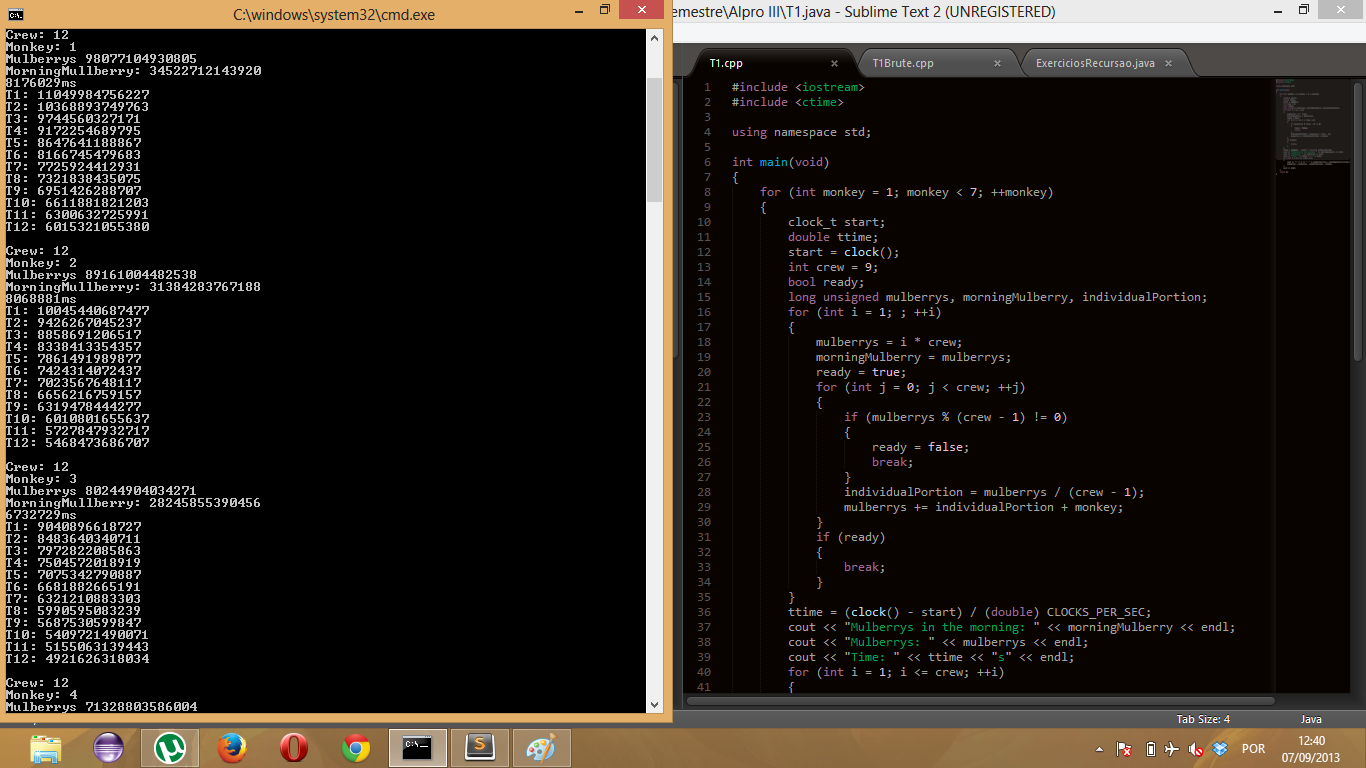 C:\windows\system32\cmd.exe
Crew: 12
Monkey: 1
Mulberrys 98077104930805
MorningMullberry: 34522712143920
8176029ms
T1: 11049984756227
T2: 10368893749763
T3: 9744560327171
T4: 9172254689795
T5: 8647641188867
T6: 8166745479683
T7: 7725924412931
T8: 7321838435075
T9: 6951426288707
T10: 6611881821203
T11: 6300632725991
T12: 6015321055380
Crew: 12
Monkey: 2
Mulberrys 89161004482538
MorningMullberry: 31384283767188
8068881ms
T1: 10045440687477
T2: 9426267045237
T3: 8858691206517
T4: 8338413354357
T5: 7861491989877
T6: 7424314072437
T7: 7023567648117
T8: 6656216759157
T9: 6319478444277
T10: 6010801655637
T11: 5727847932717
T12: 5468473686707
Crew: 12
Monkey: 3
Mulberrys 80244904034271
MorningMullberry: 28245855390456
6732729ms
T1: 9040896618727
T2: 8483640340711
T3: 7972822085863
T4: 7504572018919
T5: 7075342790887
T6: 6681882665191
T7: 6321210883303
T8: 5990595083239
T9: 5687530599847
T10: 5409721490071
T11: 5155063139443
T12: 4921626318034
Crew: 12
Monkey: 4
Mulberrys 71328803586004
emestre\Alpro III\T1.java - Sublime Text 2 (UNREGISTERED)
T1.cpp
T1Brute.cpp
ExerciciosRecursao.java
1 #include <iostream>
2 #include <ctime>
3
4 using namespace std;
5
6 int main(void)
7 {
8 for (int monkey = 1; monkey < 7; ++monkey)
9 {
10 clock_t start;
11 double ttime;
12 start = clock();
13 int crew = 9;
14 bool ready;
15 long unsigned mulberrys, morningMulberry, individualPortion;
16 for (int i = 1; ; ++i)
17 {
18 mulberrys = i * crew;
19 morningMulberry = mulberrys;
20 ready = true;
21 for (int j = 0; j < crew; ++j)
22 {
23 if (mulberrys % (crew - 1) != 0)
24 {
25 ready = false;
26 break;
27 }
28 individualPortion = mulberrys / (crew - 1);
29 mulberrys += individualPortion + monkey;
30 }
31 if (ready)
32 {
33 break;
34 }
35 }
36 ttime = (clock() - start) / (double) CLOCKS_PER_SEC;
37 cout << "Mulberrys in the morning: " << morningMulberry << endl;
38 cout << "Mulberrys: " << mulberrys << endl;
39 cout << "Time: " << ttime << "s" << endl;
40 for (int i = 1; i <= crew; ++i)
41 {
Tab Size: 4
Java
POR
12:40
07/09/2013